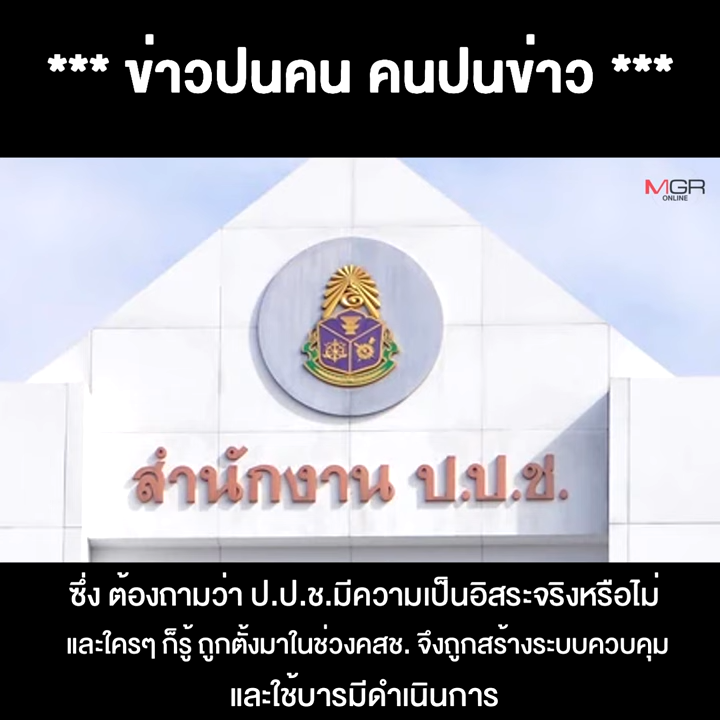 *** ข่าวปนคน คนปนข่าว ***
MGR
ONLINE
สำนักงาน ป.ป.ช.
ซึ่ง ต้องถามว่า ป.ป.ช.มีความเป็นอิสระจริงหรือไม่
และใครๆ ก็รู้ ถูกตั้งมาในช่วงคสช. จึงถูกสร้างระบบควบคุม
และใช้บารมีดำเนินการ